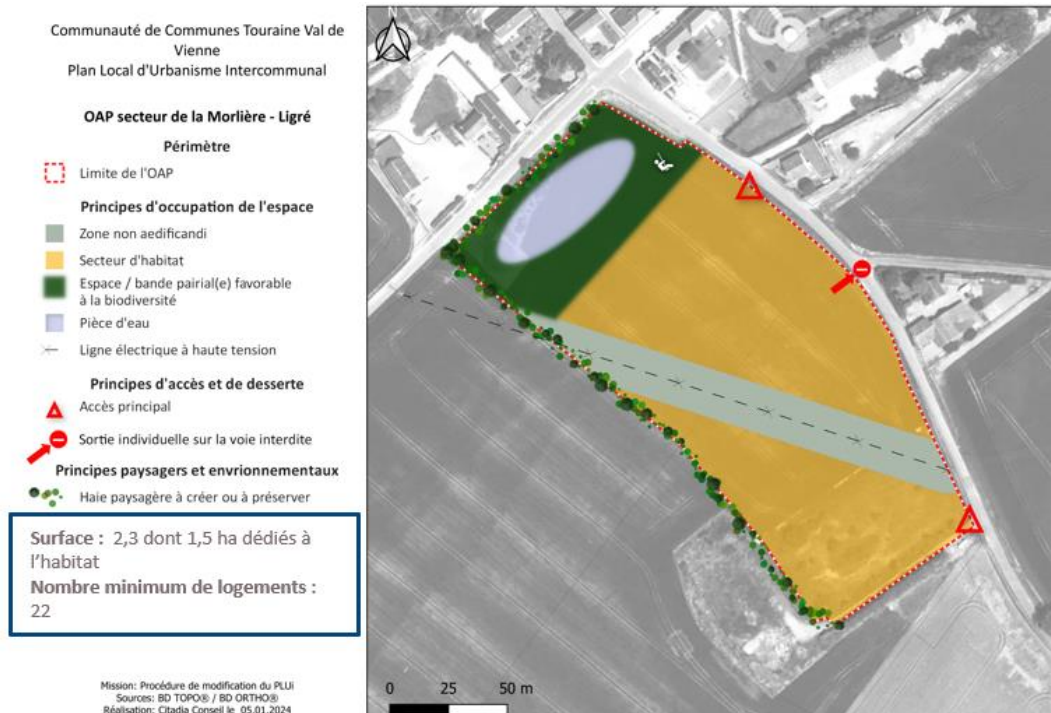 Communauté de Communes Touraine Val de
Vienne
Plan Local d'Urbanisme Intercommunal
OAP secteur de la Morlière - Ligré
Périmètre
Limite de l'OAP
Principes d'occupation de l'espace
Zone non aedificandi
Secteur d'habitat
Espace / bande pairial(e) favorable
à la biodiversité
Pièce d'eau
Ligne électrique à haute tension
Principes d'accès et de desserte
Accès principal
Sortie individuelle sur la voie interdite
Principes paysagers et envrionnementaux
Haie paysagère à créer ou à préserver
Surface : 2,3 dont 1,5 ha dédiés à
l'habitat
Nombre minimum de logements :
22
Mission: Procédure de modification du PLUi
Sources: BD TOPO® / BD ORTHO®
Réalisation: Citadia Conseil le 05.01.2024
0 25 50 m